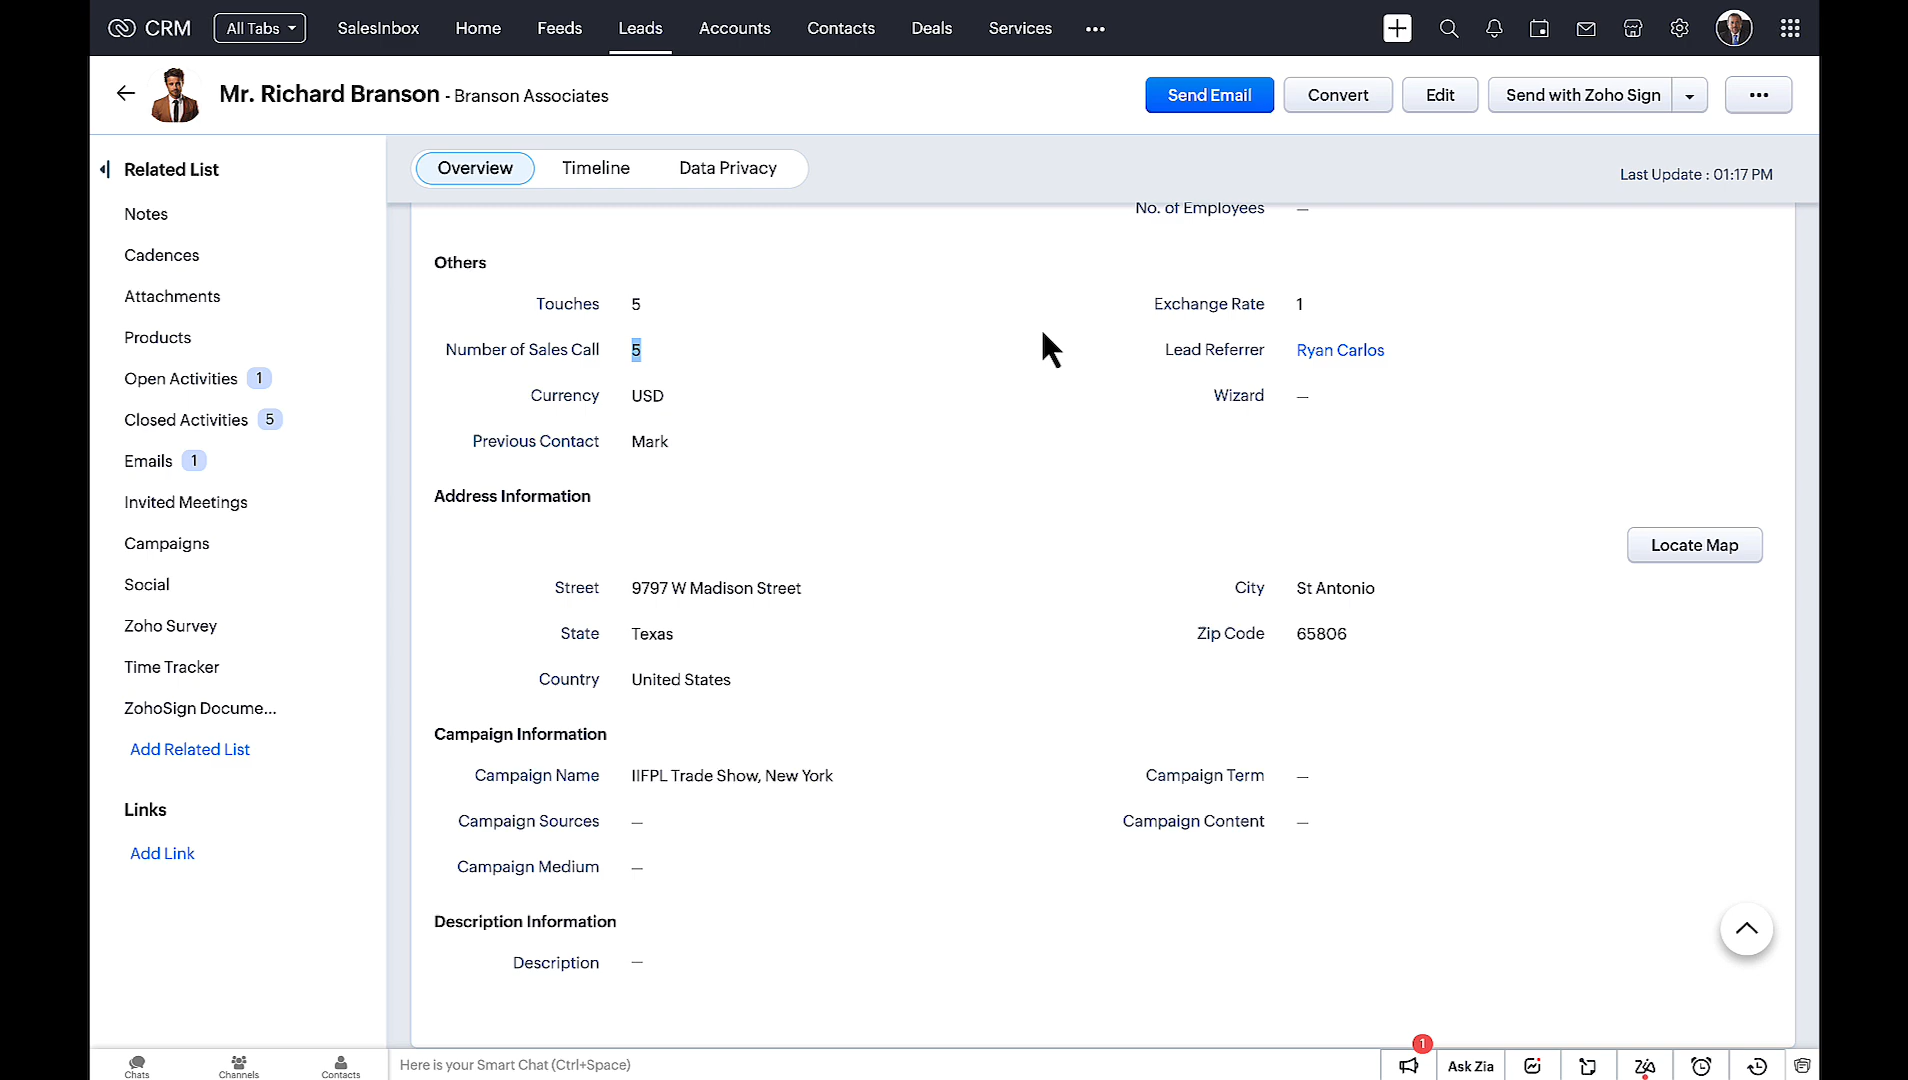 CRM All Tabs SalesInbox Home Feeds Leads Accounts Contacts Deals Services
Mr. Richard Branson - Branson Associates
Send Email Convert Edit Send with Zoho Sign
Related List
Notes
Cadences
Attachments
Products
Open Activities 1
Closed Activities 5
Emails 1
Invited Meetings
Campaigns
Social
Zoho Survey
Time Tracker
ZohoSign Docume...
Add Related List
Links
Add Link
Overview Timeline Data Privacy
Last Update : 01:17 PM
No. of Employees —
Others
Touches 5 Exchange Rate 1
Number of Sales Call 5 Lead Referrer Ryan Carlos
Currency USD Wizard —
Previous Contact Mark
Address Information
Locate Map
Street 9797 W Madison Street City St Antonio
State Texas Zip Code 65806
Country United States
Campaign Information
Campaign Name IIFPL Trade Show, New York Campaign Term —
Campaign Sources — Campaign Content —
Campaign Medium —
Description Information
Description —
Chats Channels Contacts
Here is your Smart Chat (Ctrl+Space)
1
Ask Zia